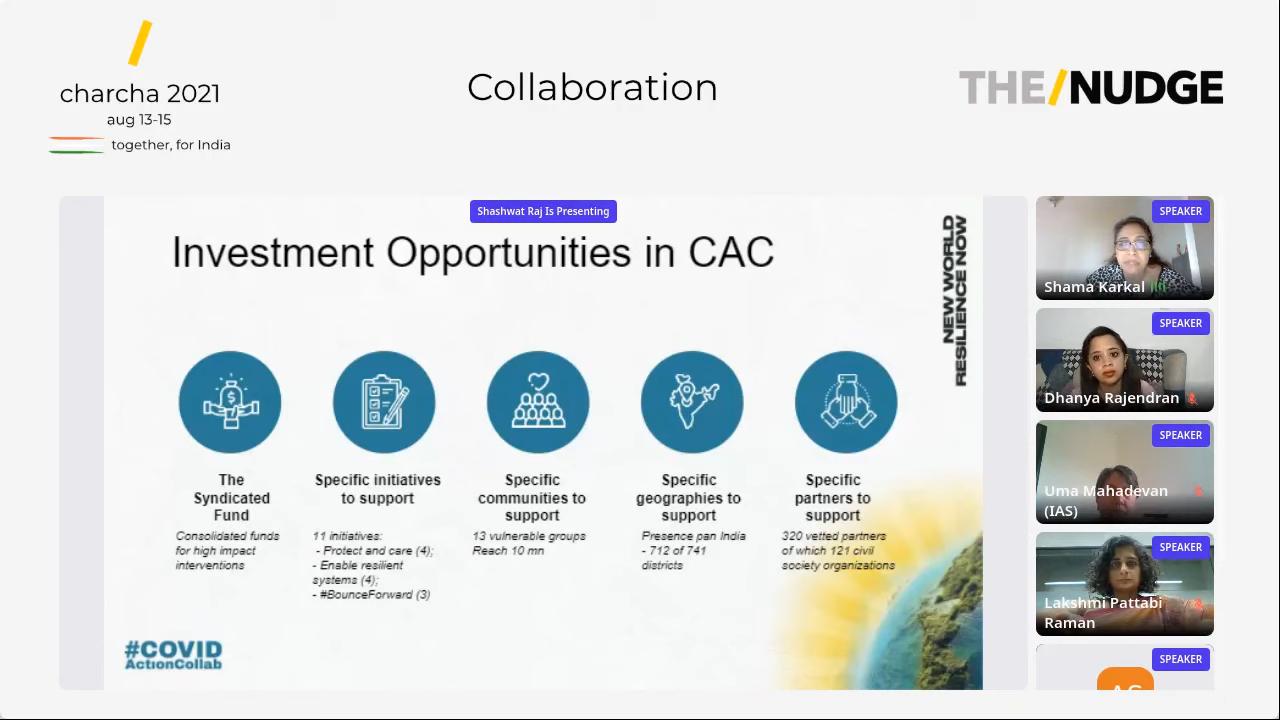 charcha 2021
aug 13-15
together, for India
Collaboration
THE/NUDGE
Shashwat Raj Is Presenting
Investment Opportunities in CAC
NEW WORLD
RESILIENCE NOW
The
Syndicated
Fund
Consolidated funds
for high impact
interventions
Specific initiatives
to support
11 initiatives:
- Protect and care (4);
- Enable resilient
systems (4);
- #BounceForward (3)
Specific
communities to
support
13 vulnerable groups
Reach 10 mn
Specific
geographies to
support
Presence pan India
- 712 of 741
districts
Specific
partners to
support
320 vetted partners
of which 121 civil
society organizations
#COVID
ActionCollab
SPEAKER
Shama Karkal
SPEAKER
Dhanya Rajendran
SPEAKER
Uma Mahadevan
(IAS)
SPEAKER
Lakshmi Pattabi
Raman
SPEAKER